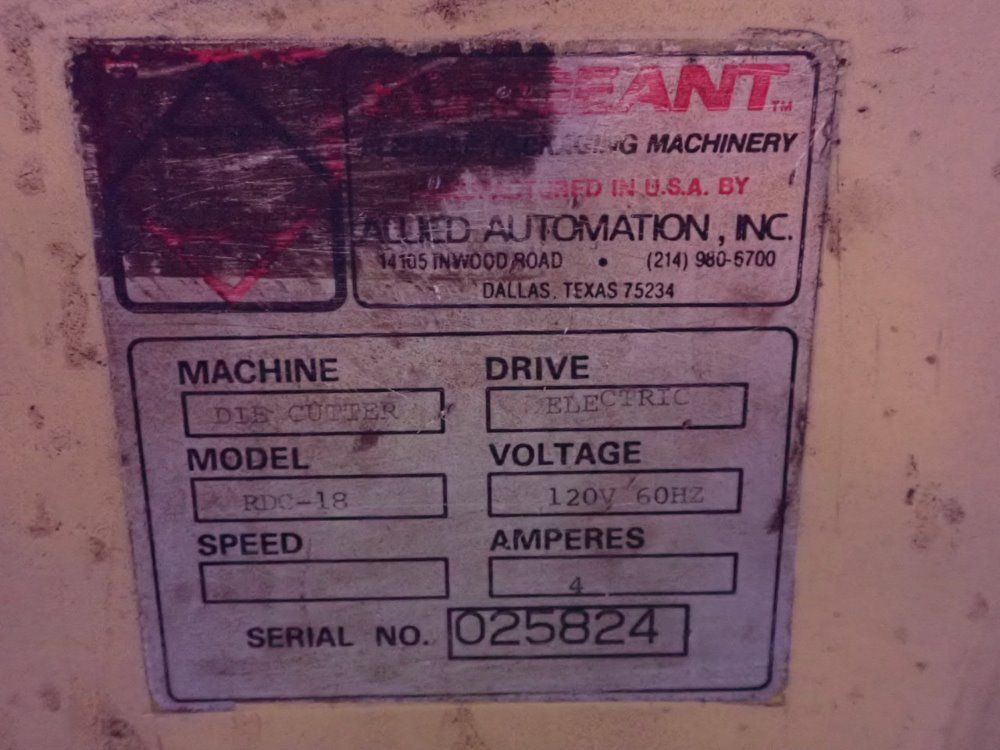 TM
PACKAGING MACHINERY
MANUFACTURED IN U.S.A. BY
ALLIED AUTOMATION, INC.
14105 INWOOD ROAD • (214) 980-6700
DALLAS, TEXAS 75234
MACHINE DRIVE
DIE CUTTER ELECTRIC
MODEL VOLTAGE
RDC-18 120V 60HZ
SPEED AMPERES
4
SERIAL NO. 025824